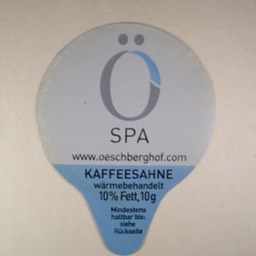 Ö
SPA
www.oeschberghof.com
KAFFEESAHNE
wärmebehandelt
10% Fett, 10g
Mindestens
haltbar bis:
siehe
Rückseite